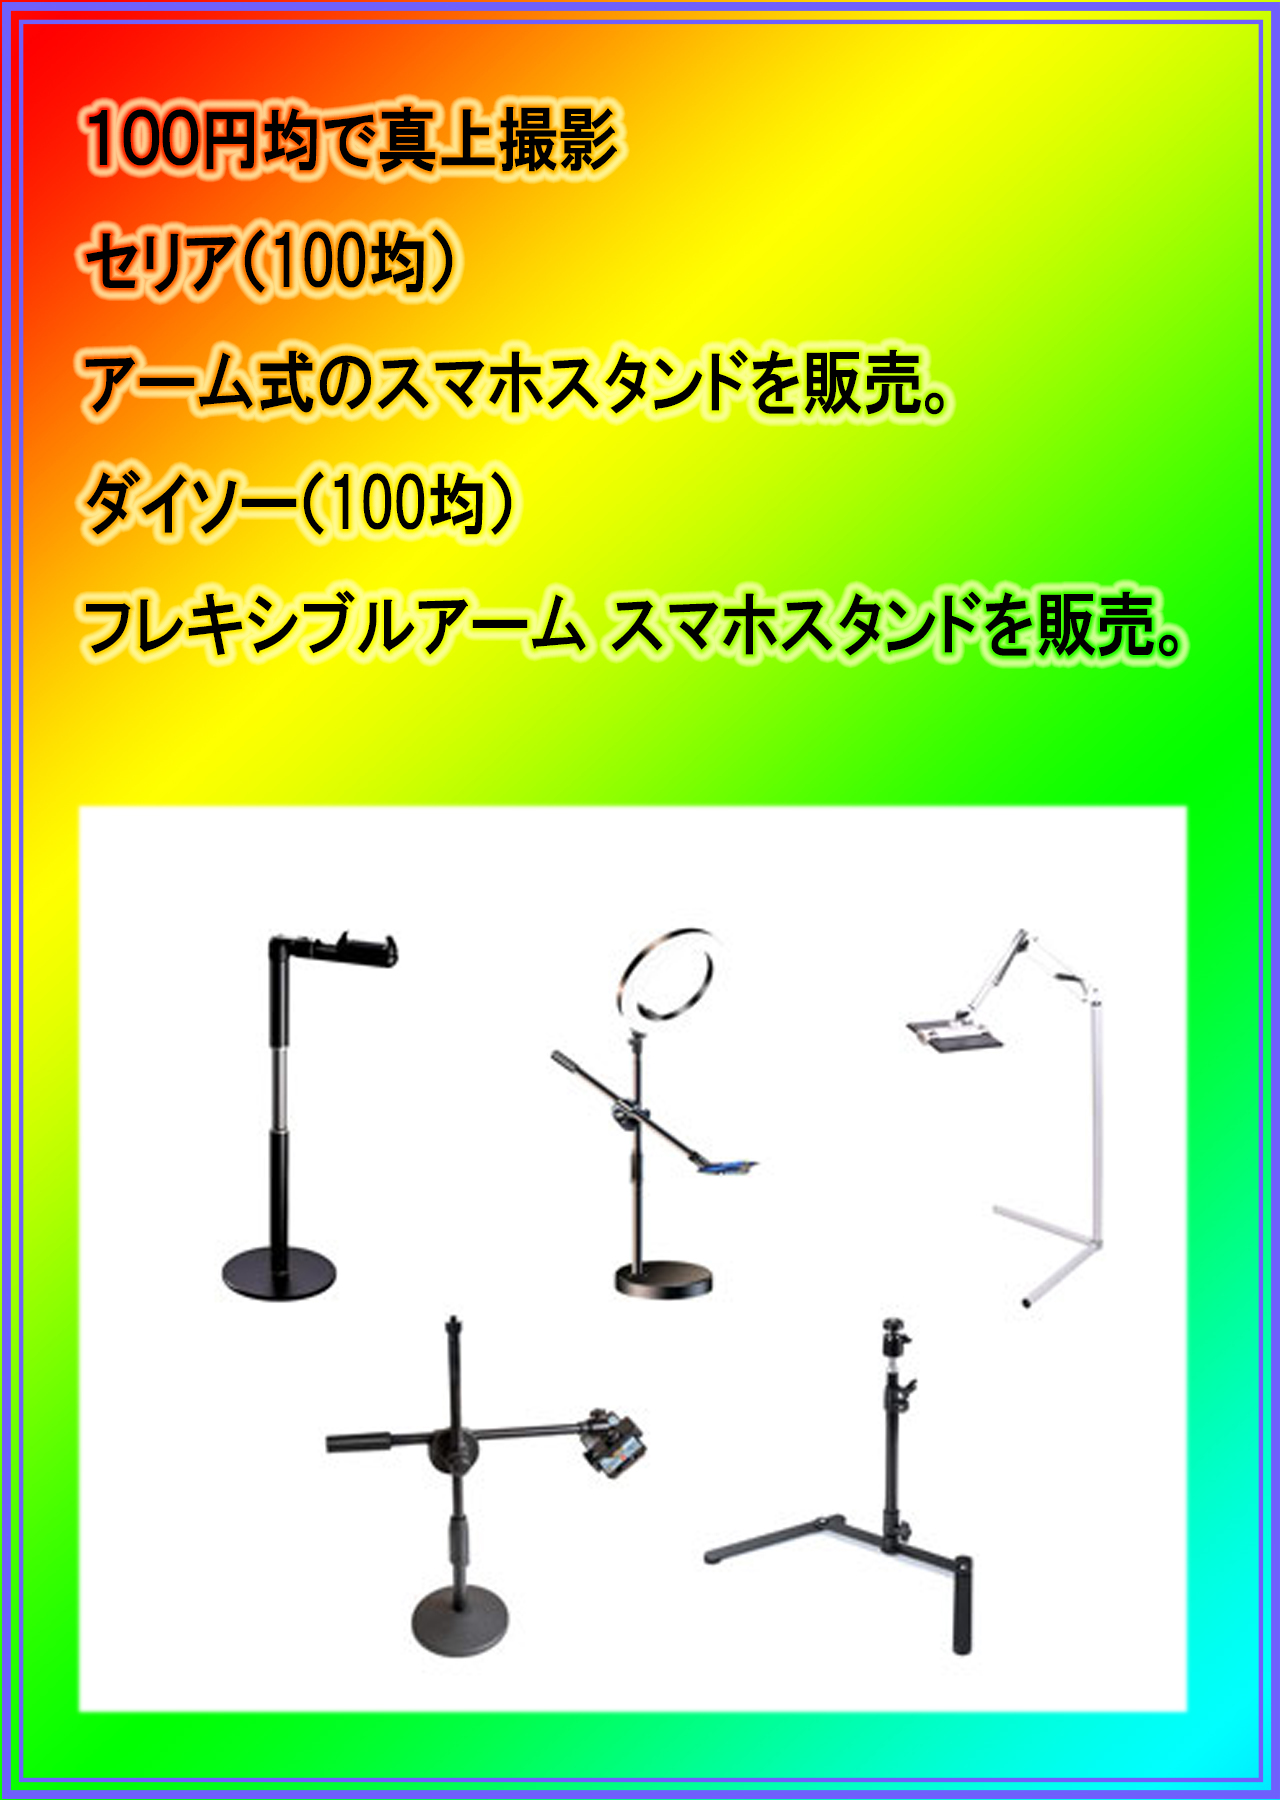 100円均で真上撮影
セリア（100均）
アーム式のスマホスタンドを販売。
ダイソー（100均）
フレキシブルアーム スマホスタンドを販売。